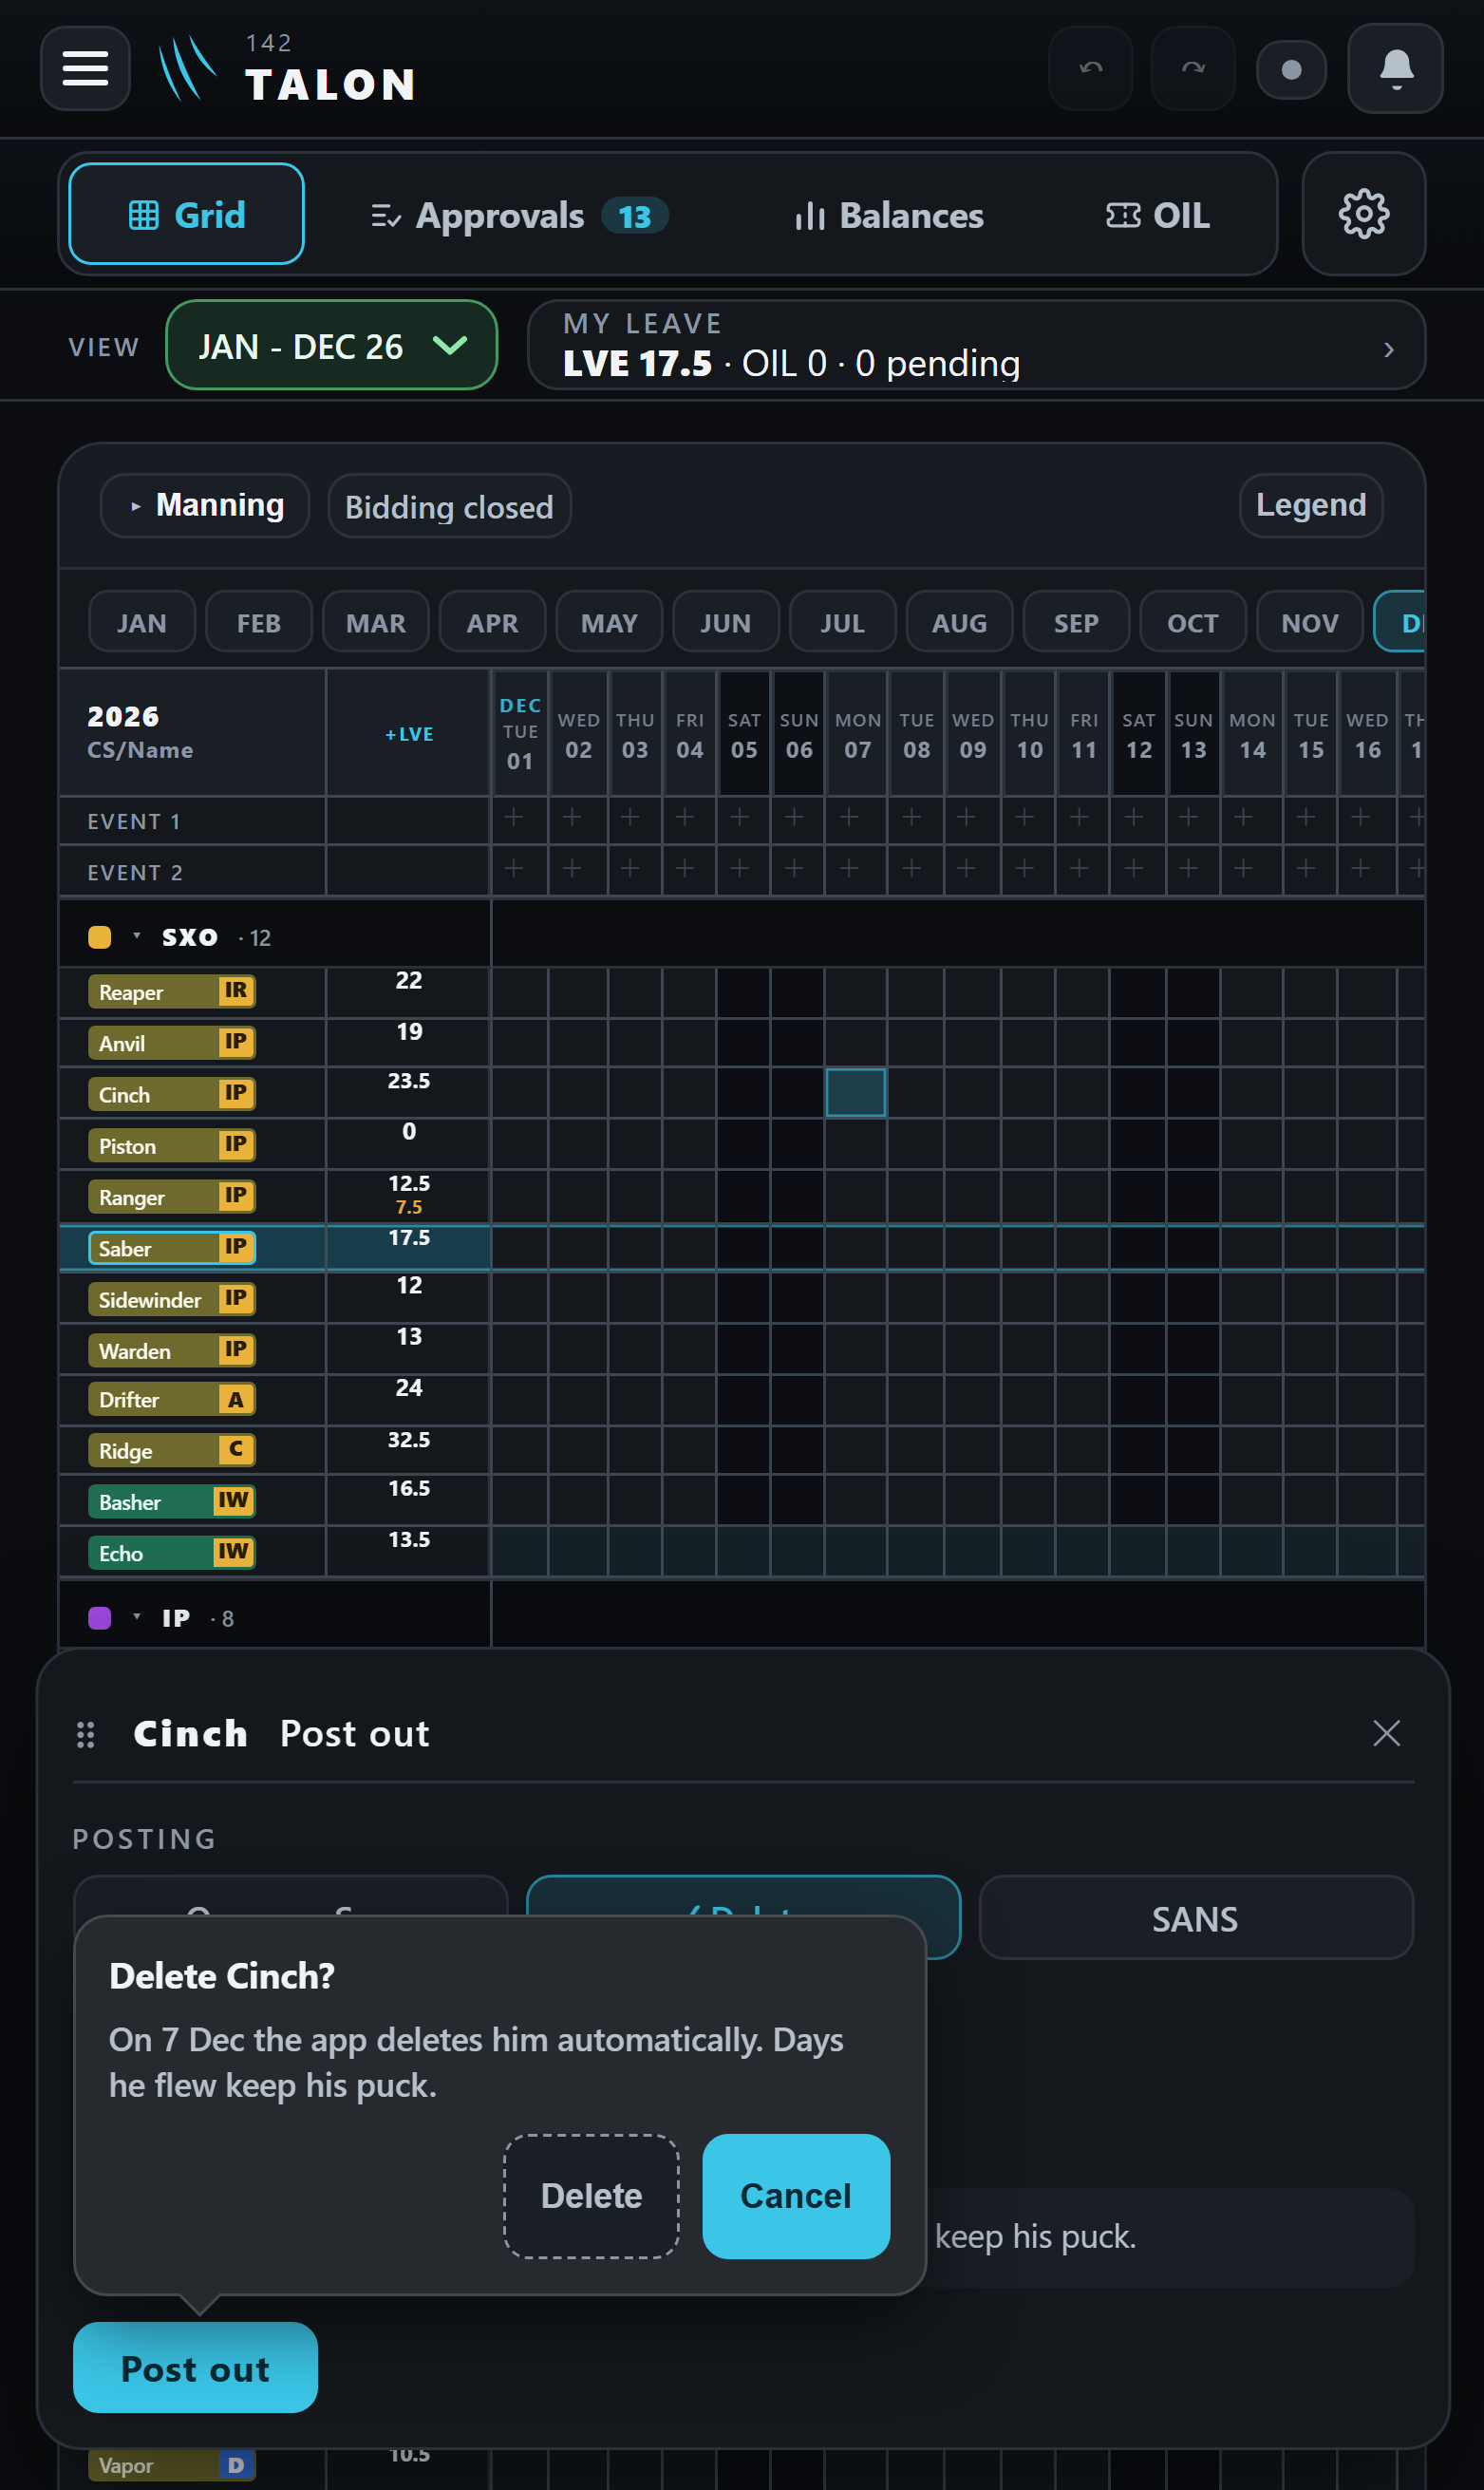 142
TALON
Grid
Approvals 13
Balances
OIL
VIEW
JAN - DEC 26
MY LEAVE
LVE 17.5 · OIL 0 · 0 pending
Manning
Bidding closed
Legend
JAN FEB MAR APR MAY JUN JUL AUG SEP OCT NOV
2026
CS/Name
+LVE
DEC
TUE 01
WED 02
THU 03
FRI 04
SAT 05
SUN 06
MON 07
TUE 08
WED 09
THU 10
FRI 11
SAT 12
SUN 13
MON 14
TUE 15
WED 16
EVENT 1
EVENT 2
SXO · 12
Reaper IR 22
Anvil IP 19
Cinch IP 23.5
Piston IP 0
Ranger IP 12.5
7.5
Saber IP 17.5
Sidewinder IP 12
Warden IP 13
Drifter A 24
Ridge C 32.5
Basher IW 16.5
Echo IW 13.5
IP · 8
Cinch Post out
POSTING
SANS
Delete Cinch?
On 7 Dec the app deletes him automatically. Days
he flew keep his puck.
Delete
Cancel
keep his puck.
Post out
Vapor D 10.5